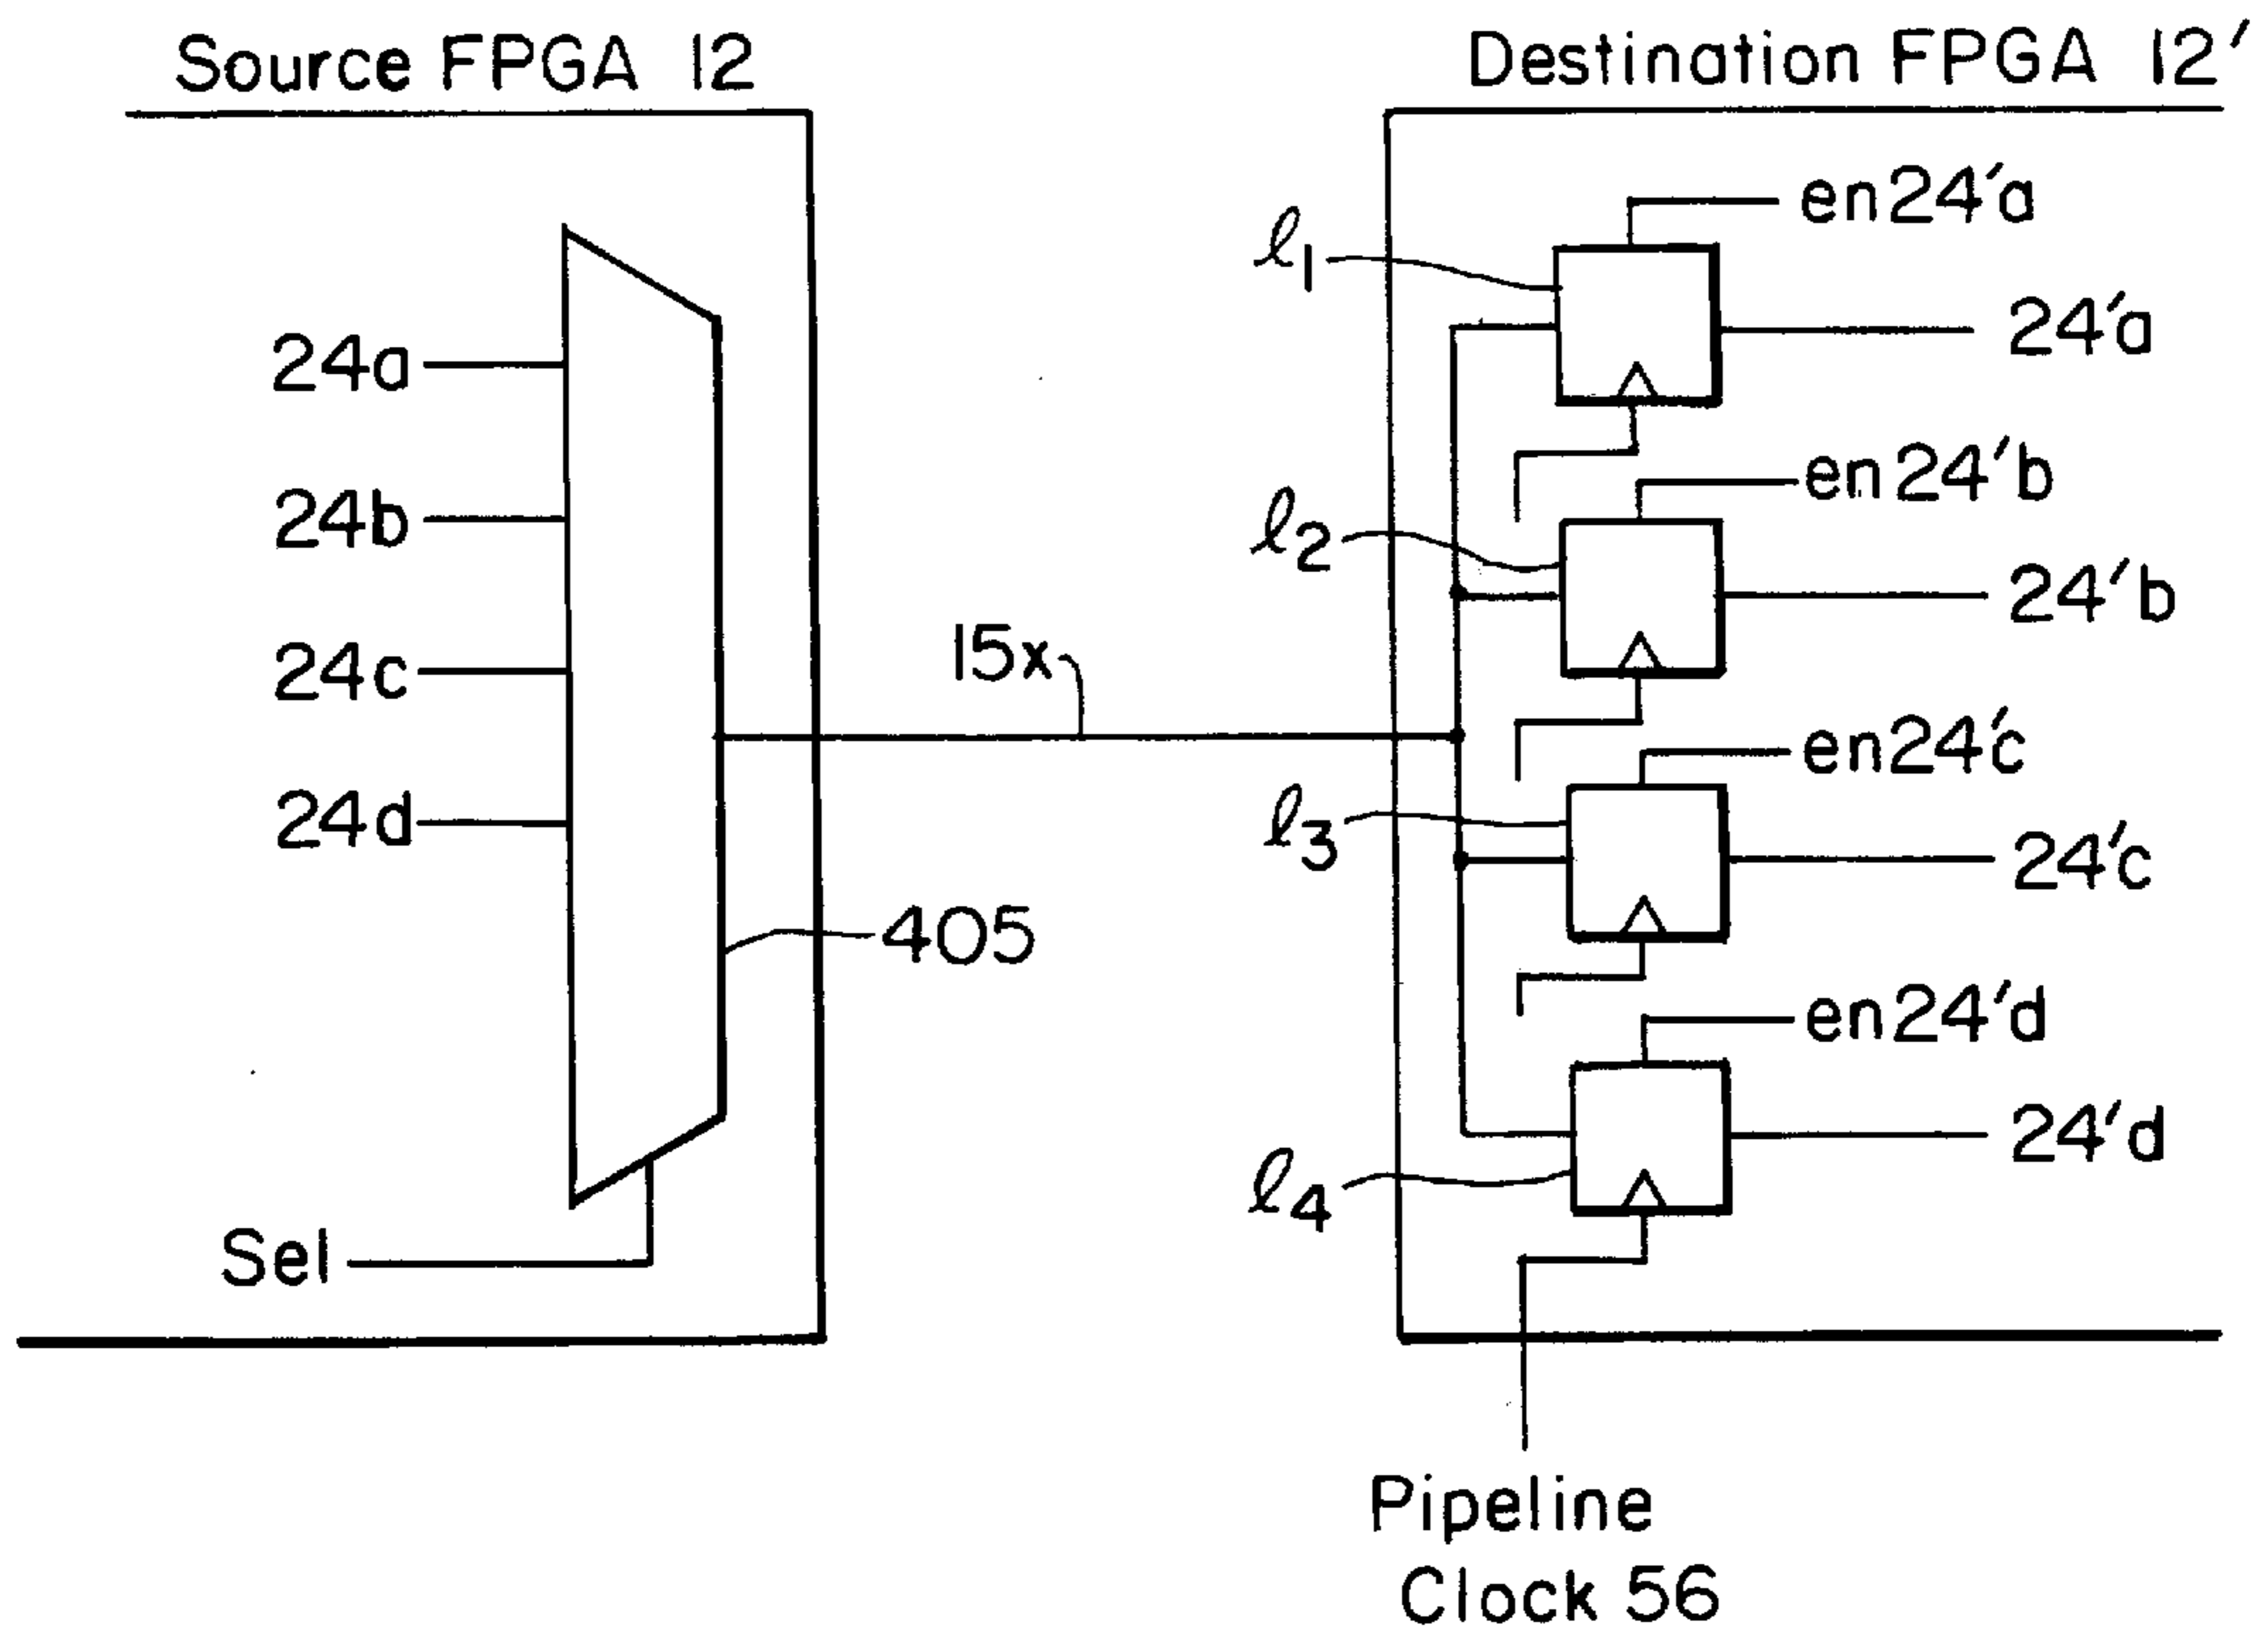 Source FPGA 12
Destination FPGA 12'
24a
24b
24c
24d
Sel
405
15x
ℓ1
en24'a
24'a
ℓ2
en24'b
24'b
ℓ3
en24'c
24'c
ℓ4
en24'd
24'd
Pipeline
Clock 56